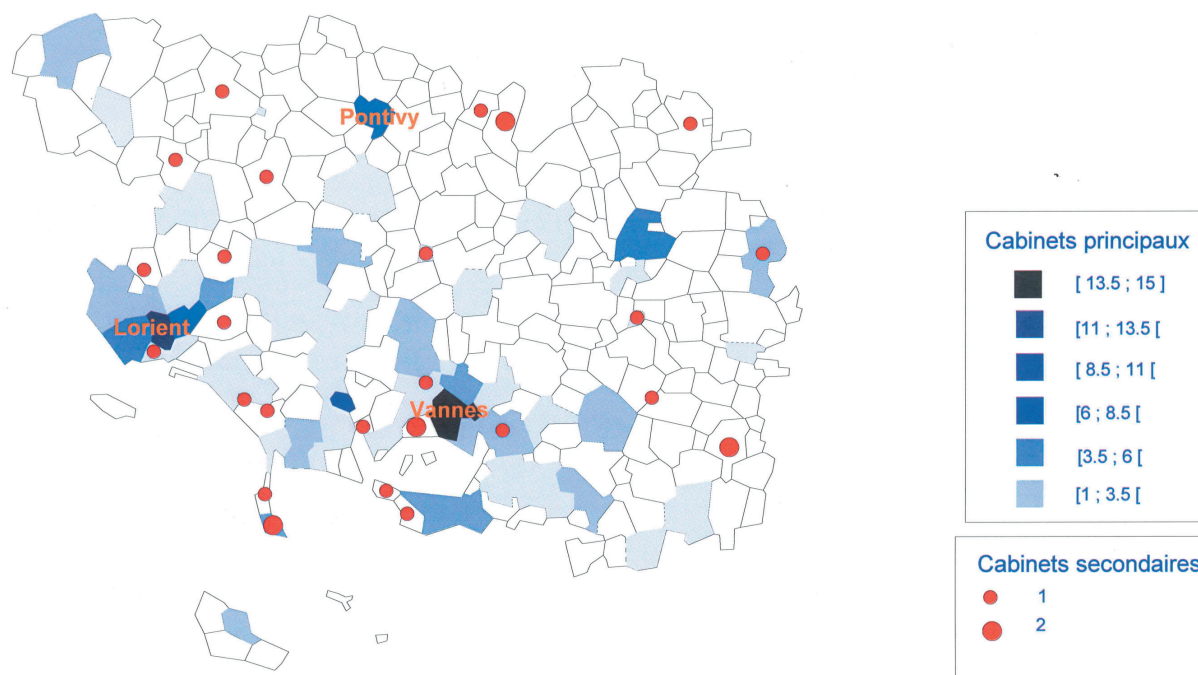 Pontivy
Lorient
Vannes
Cabinets principaux
[ 13.5 ; 15 ]
[11 ; 13.5 [
[ 8.5 ; 11 [
[6 ; 8.5 [
[3.5 ; 6 [
[1 ; 3.5 [
Cabinets secondaires
1
2